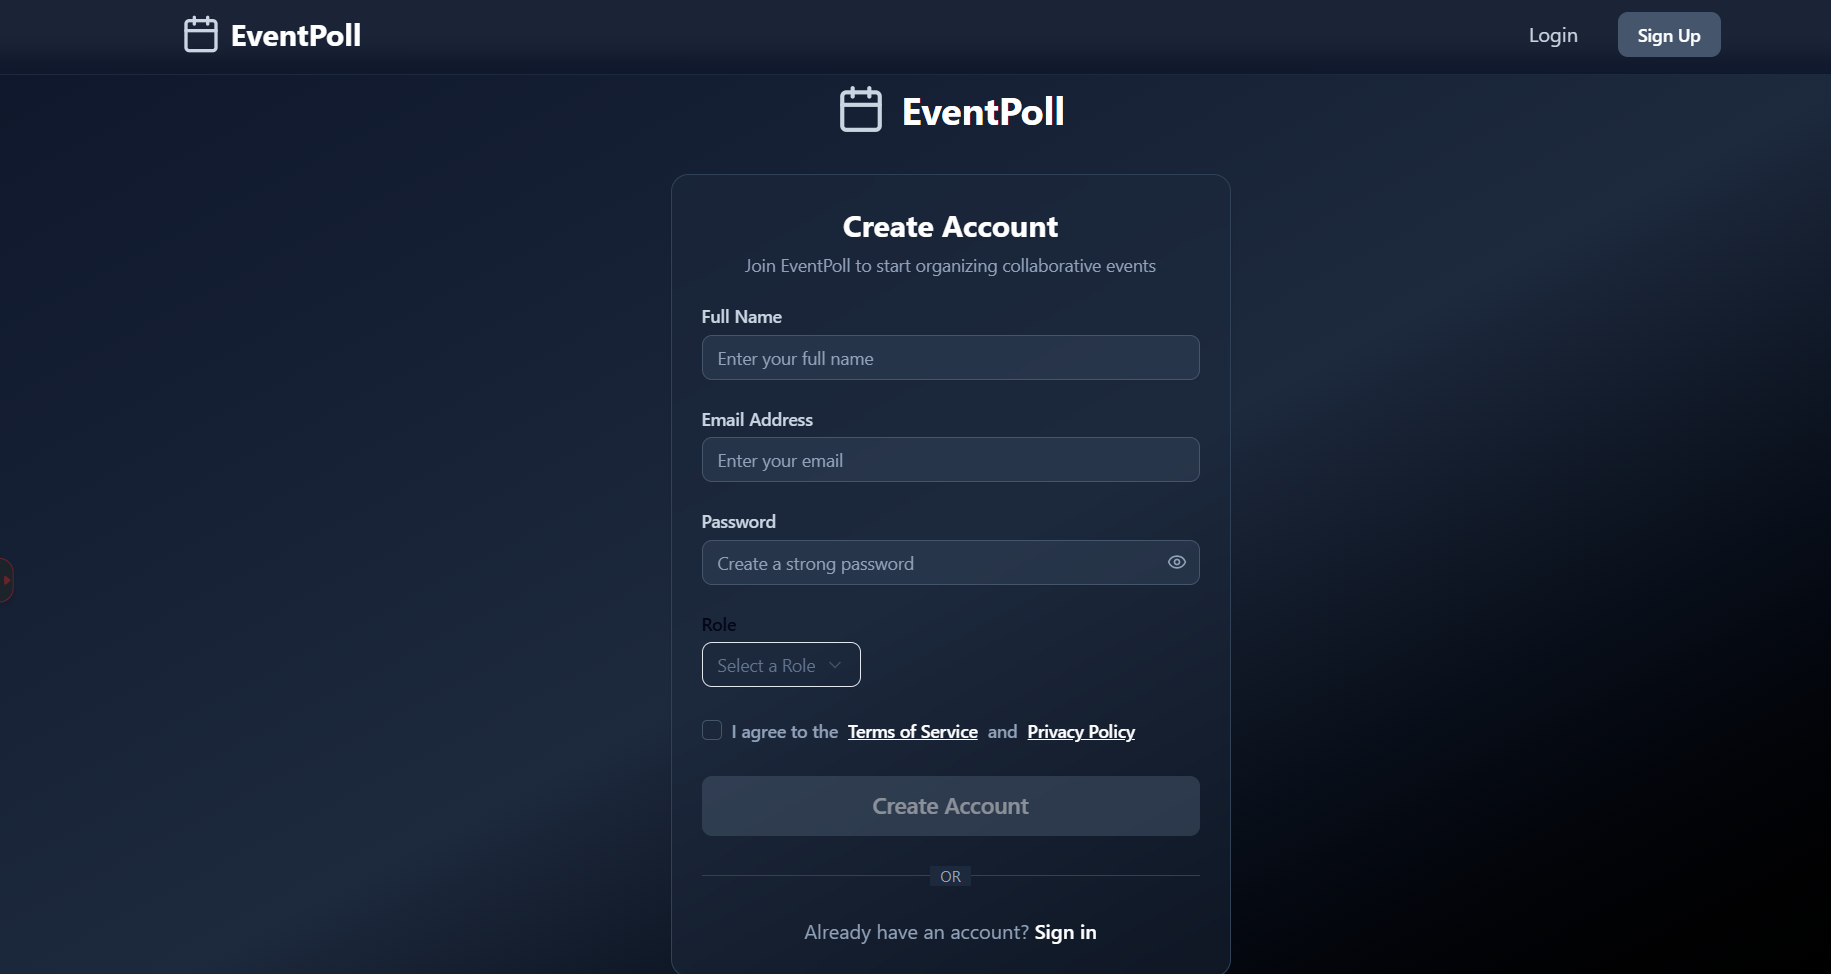 EventPoll
Login
Sign Up
EventPoll
Create Account
Join EventPoll to start organizing collaborative events
Full Name
Enter your full name
Email Address
Enter your email
Password
Create a strong password
Role
Select a Role
I agree to the Terms of Service and Privacy Policy
Create Account
OR
Already have an account? Sign in